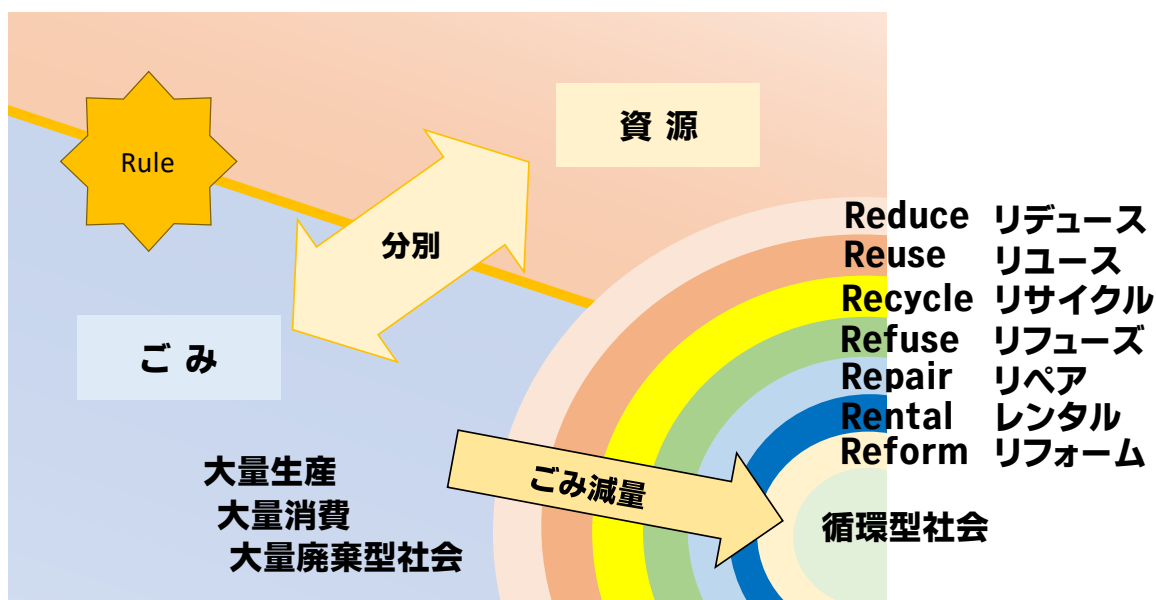 Rule
資 源
分別
ごみ
Reduce リデュース
Reuse リユース
Recycle リサイクル
Refuse リフューズ
Repair リペア
Rental レンタル
Reform リフォーム
大量生産
大量消費
大量廃棄型社会
ごみ減量
循環型社会